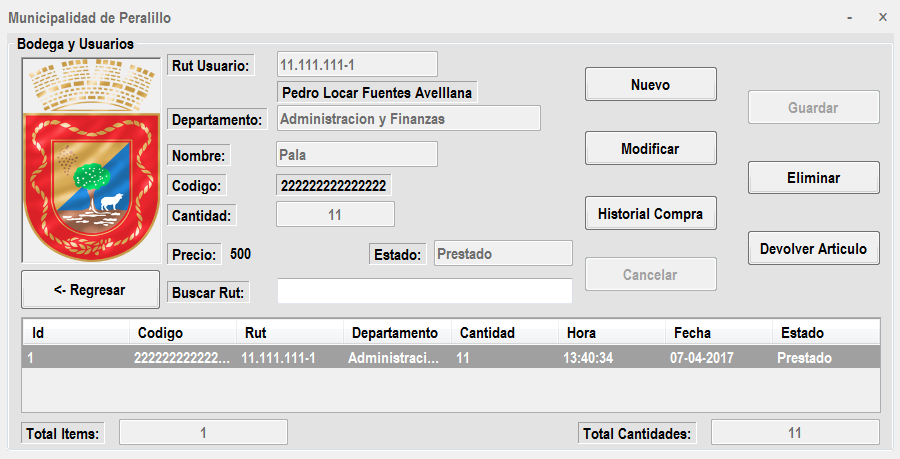 Municipalidad de Peralillo - x
Bodega y Usuarios
Rut Usuario: 11.111.111-1
Pedro Locar Fuentes Avelllana
Departamento: Administracion y Finanzas
Nombre: Pala
Codigo: 222222222222222
Cantidad: 11
Precio: 500 Estado: Prestado
Buscar Rut:
<- Regresar
Nuevo
Guardar
Modificar
Eliminar
Historial Compra
Devolver Articulo
Cancelar
Id Codigo Rut Departamento Cantidad Hora Fecha Estado
1 222222222222... 11.111.111-1 Administraci... 11 13:40:34 07-04-2017 Prestado
Total Items: 1 Total Cantidades: 11